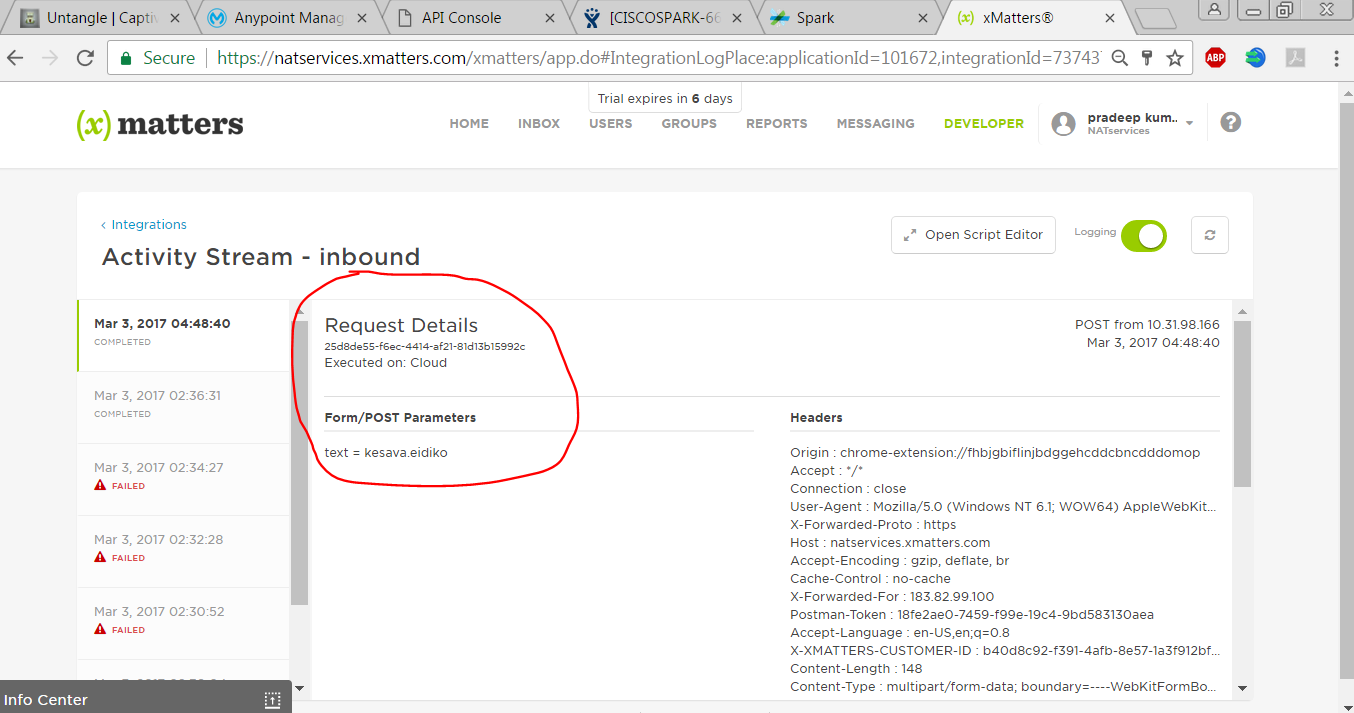 Untangle | Captiv
Anypoint Manag
API Console
[CISCOSPARK-66
Spark
xMatters®
Secure
https://natservices.xmatters.com/xmatters/app.do#IntegrationLogPlace:applicationId=101672,integrationId=73743
ABP
Trial expires in 6 days
(x) matters
HOME
INBOX
USERS
GROUPS
REPORTS
MESSAGING
DEVELOPER
pradeep kum..
NATservices
?
‹ Integrations
Activity Stream - inbound
Open Script Editor
Logging
Mar 3, 2017 04:48:40
COMPLETED
Mar 3, 2017 02:36:31
COMPLETED
Mar 3, 2017 02:34:27
FAILED
Mar 3, 2017 02:32:28
FAILED
Mar 3, 2017 02:30:52
FAILED
Request Details
25d8de55-f6ec-4414-af21-81d13b15992c
Executed on: Cloud
POST from 10.31.98.166
Mar 3, 2017 04:48:40
Form/POST Parameters
text = kesava.eidiko
Headers
Origin : chrome-extension://fhbjgbiflinjbdggehcddcbncdddomop
Accept : */*
Connection : close
User-Agent : Mozilla/5.0 (Windows NT 6.1; WOW64) AppleWebKit...
X-Forwarded-Proto : https
Host : natservices.xmatters.com
Accept-Encoding : gzip, deflate, br
Cache-Control : no-cache
X-Forwarded-For : 183.82.99.100
Postman-Token : 18fe2ae0-7459-f99e-19c4-9bd583130aea
Accept-Language : en-US,en;q=0.8
X-XMATTERS-CUSTOMER-ID : b40d8c92-f391-4afb-8e57-1a3f912bf...
Content-Length : 148
Content-Type : multipart/form-data; boundary=----WebKitFormBo...
Info Center